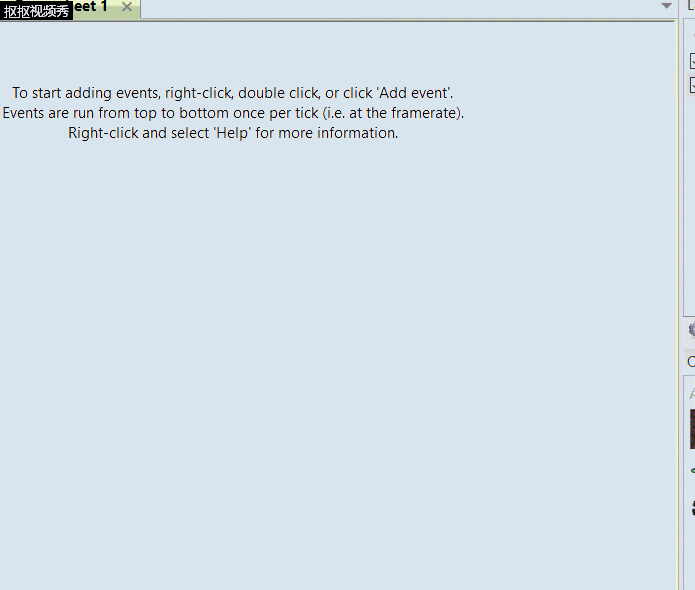 抠抠视频秀
eet 1
To start adding events, right-click, double click, or click 'Add event'.
Events are run from top to bottom once per tick (i.e. at the framerate).
Right-click and select 'Help' for more information.